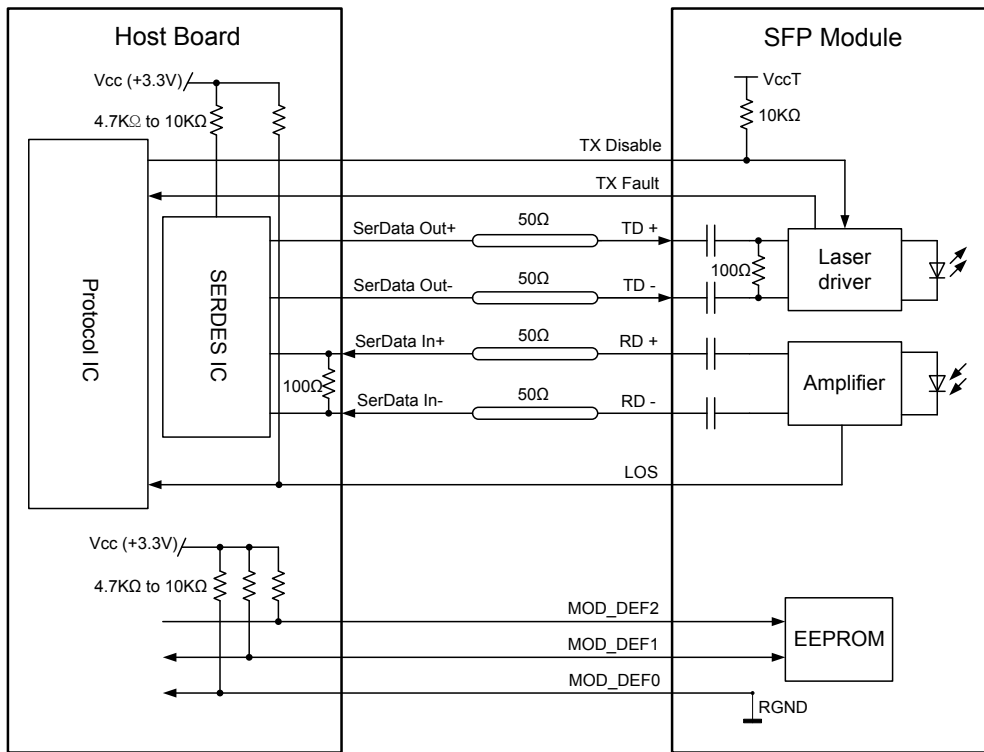 Host Board
SFP Module
Vcc (+3.3V)
4.7KΩ to 10KΩ
VccT
10KΩ
TX Disable
TX Fault
Protocol IC
SERDES IC
SerData Out+
50Ω
TD +
SerData Out-
50Ω
TD -
100Ω
Laser
driver
SerData In+
50Ω
RD +
100Ω
SerData In-
50Ω
RD -
Amplifier
LOS
Vcc (+3.3V)
4.7KΩ to 10KΩ
MOD_DEF2
MOD_DEF1
MOD_DEF0
EEPROM
RGND